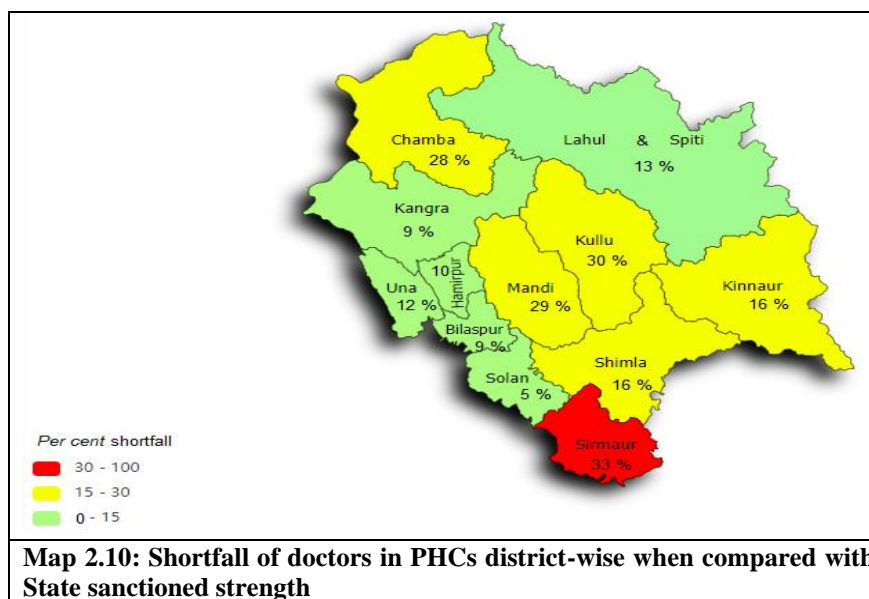 Chamba
28 %
Lahul & Spiti
13 %
Kangra
9 %
Kullu
30 %
10
Hamirpur
Una
12 %
Mandi
29 %
Kinnaur
16 %
Bilaspur
9 %
Shimla
16 %
Solan
5 %
Sirmaur
33 %
Per cent shortfall
30 - 100
15 - 30
0 - 15
Map 2.10: Shortfall of doctors in PHCs district-wise when compared with
State sanctioned strength